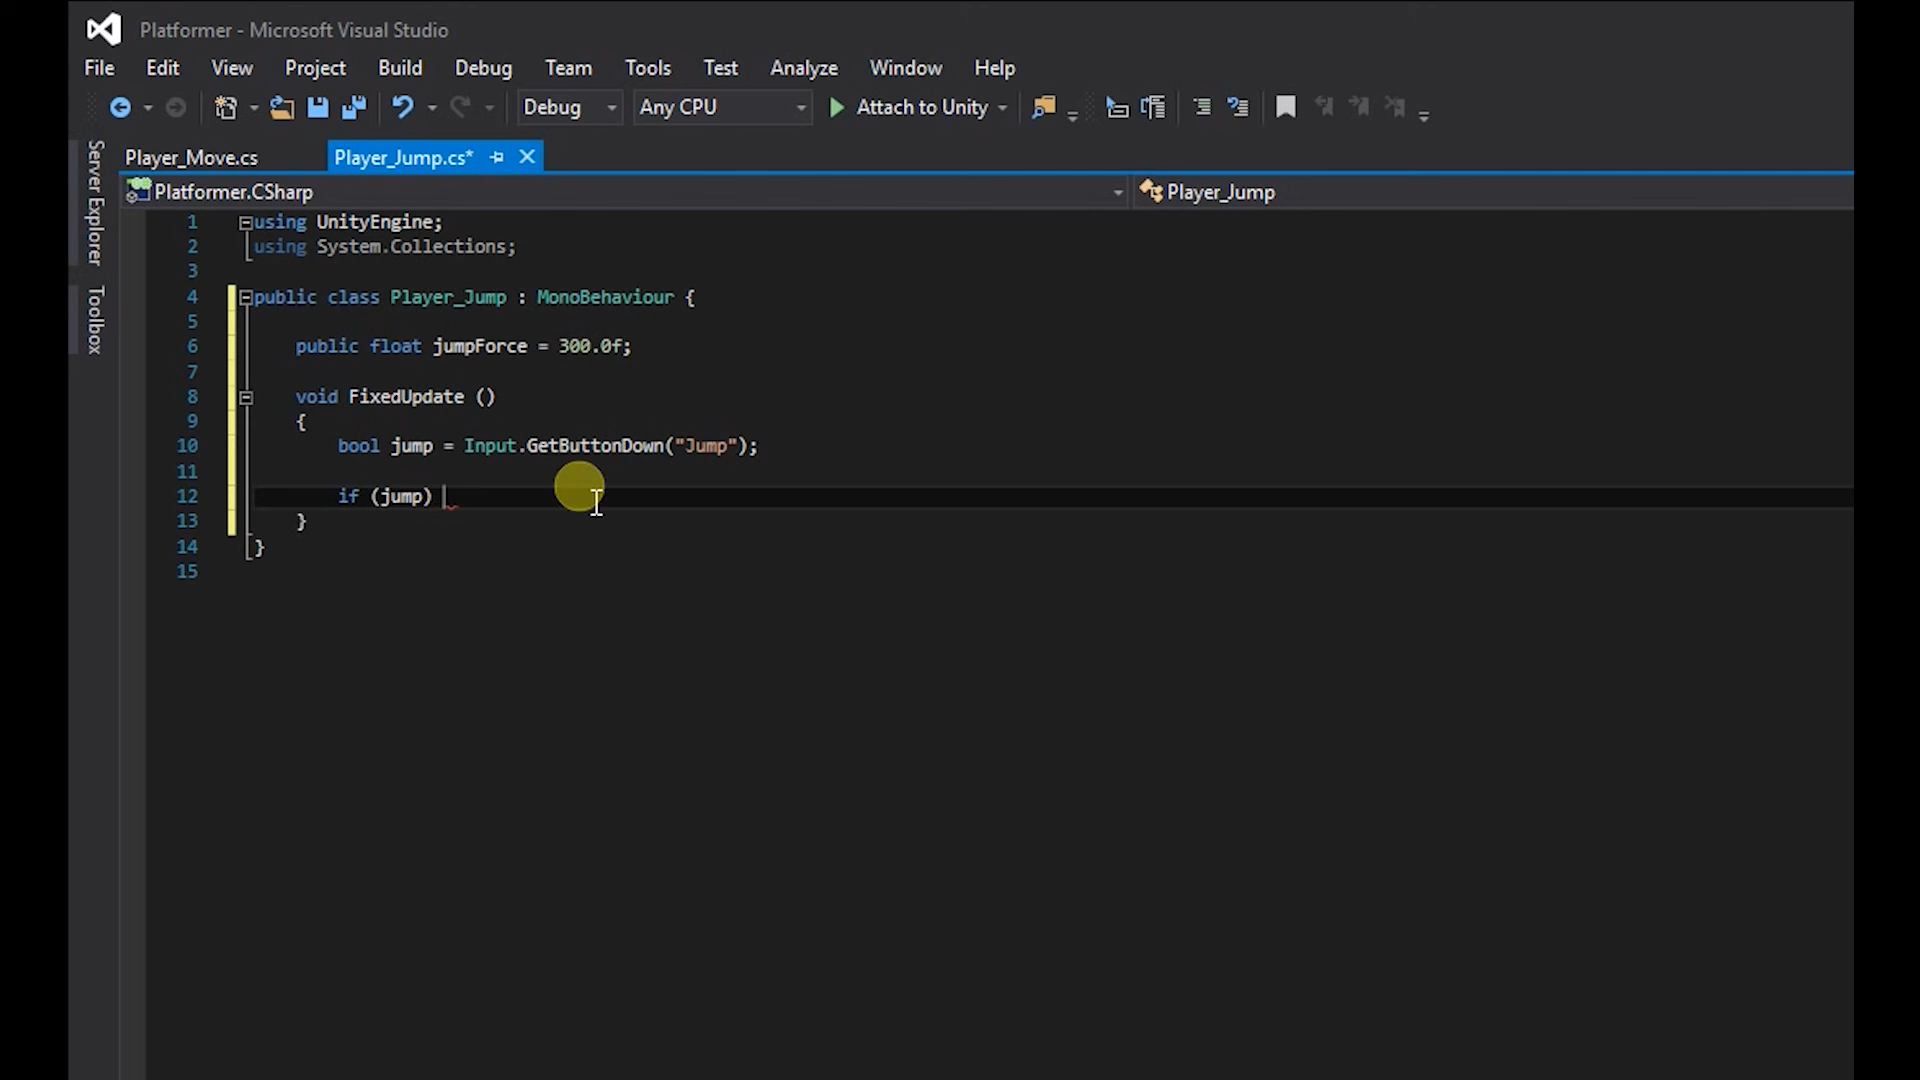 Platformer - Microsoft Visual Studio
File Edit View Project Build Debug Team Tools Test Analyze Window Help
Debug Any CPU Attach to Unity
Server Explorer
Toolbox
Player_Move.cs Player_Jump.cs*
Platformer.CSharp Player_Jump
1 using UnityEngine;
2 using System.Collections;
3
4 public class Player_Jump : MonoBehaviour {
5
6 public float jumpForce = 300.0f;
7
8 void FixedUpdate ()
9 {
10 bool jump = Input.GetButtonDown("Jump");
11
12 if (jump)
13 }
14 }
15